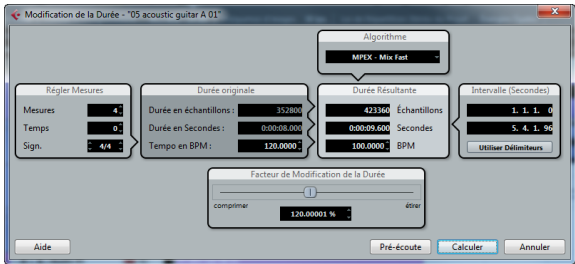 Modification de la Durée - "05 acoustic guitar A 01"
Algorithme
MPEX - Mix Fast
Régler Mesures
Mesures 4
Temps 0
Sign. 4/4
Durée originale
Durée en échantillons : 352800
Durée en Secondes : 0:00:08.000
Tempo en BPM : 120.0000
Durée Résultante
423360 Échantillons
0:00:09.600 Secondes
100.0000 BPM
Intervalle (Secondes)
1. 1. 1. 0
5. 4. 1. 96
Utiliser Délimiteurs
Facteur de Modification de la Durée
comprimer étirer
120.00001 %
Aide Pré-écoute Calculer Annuler